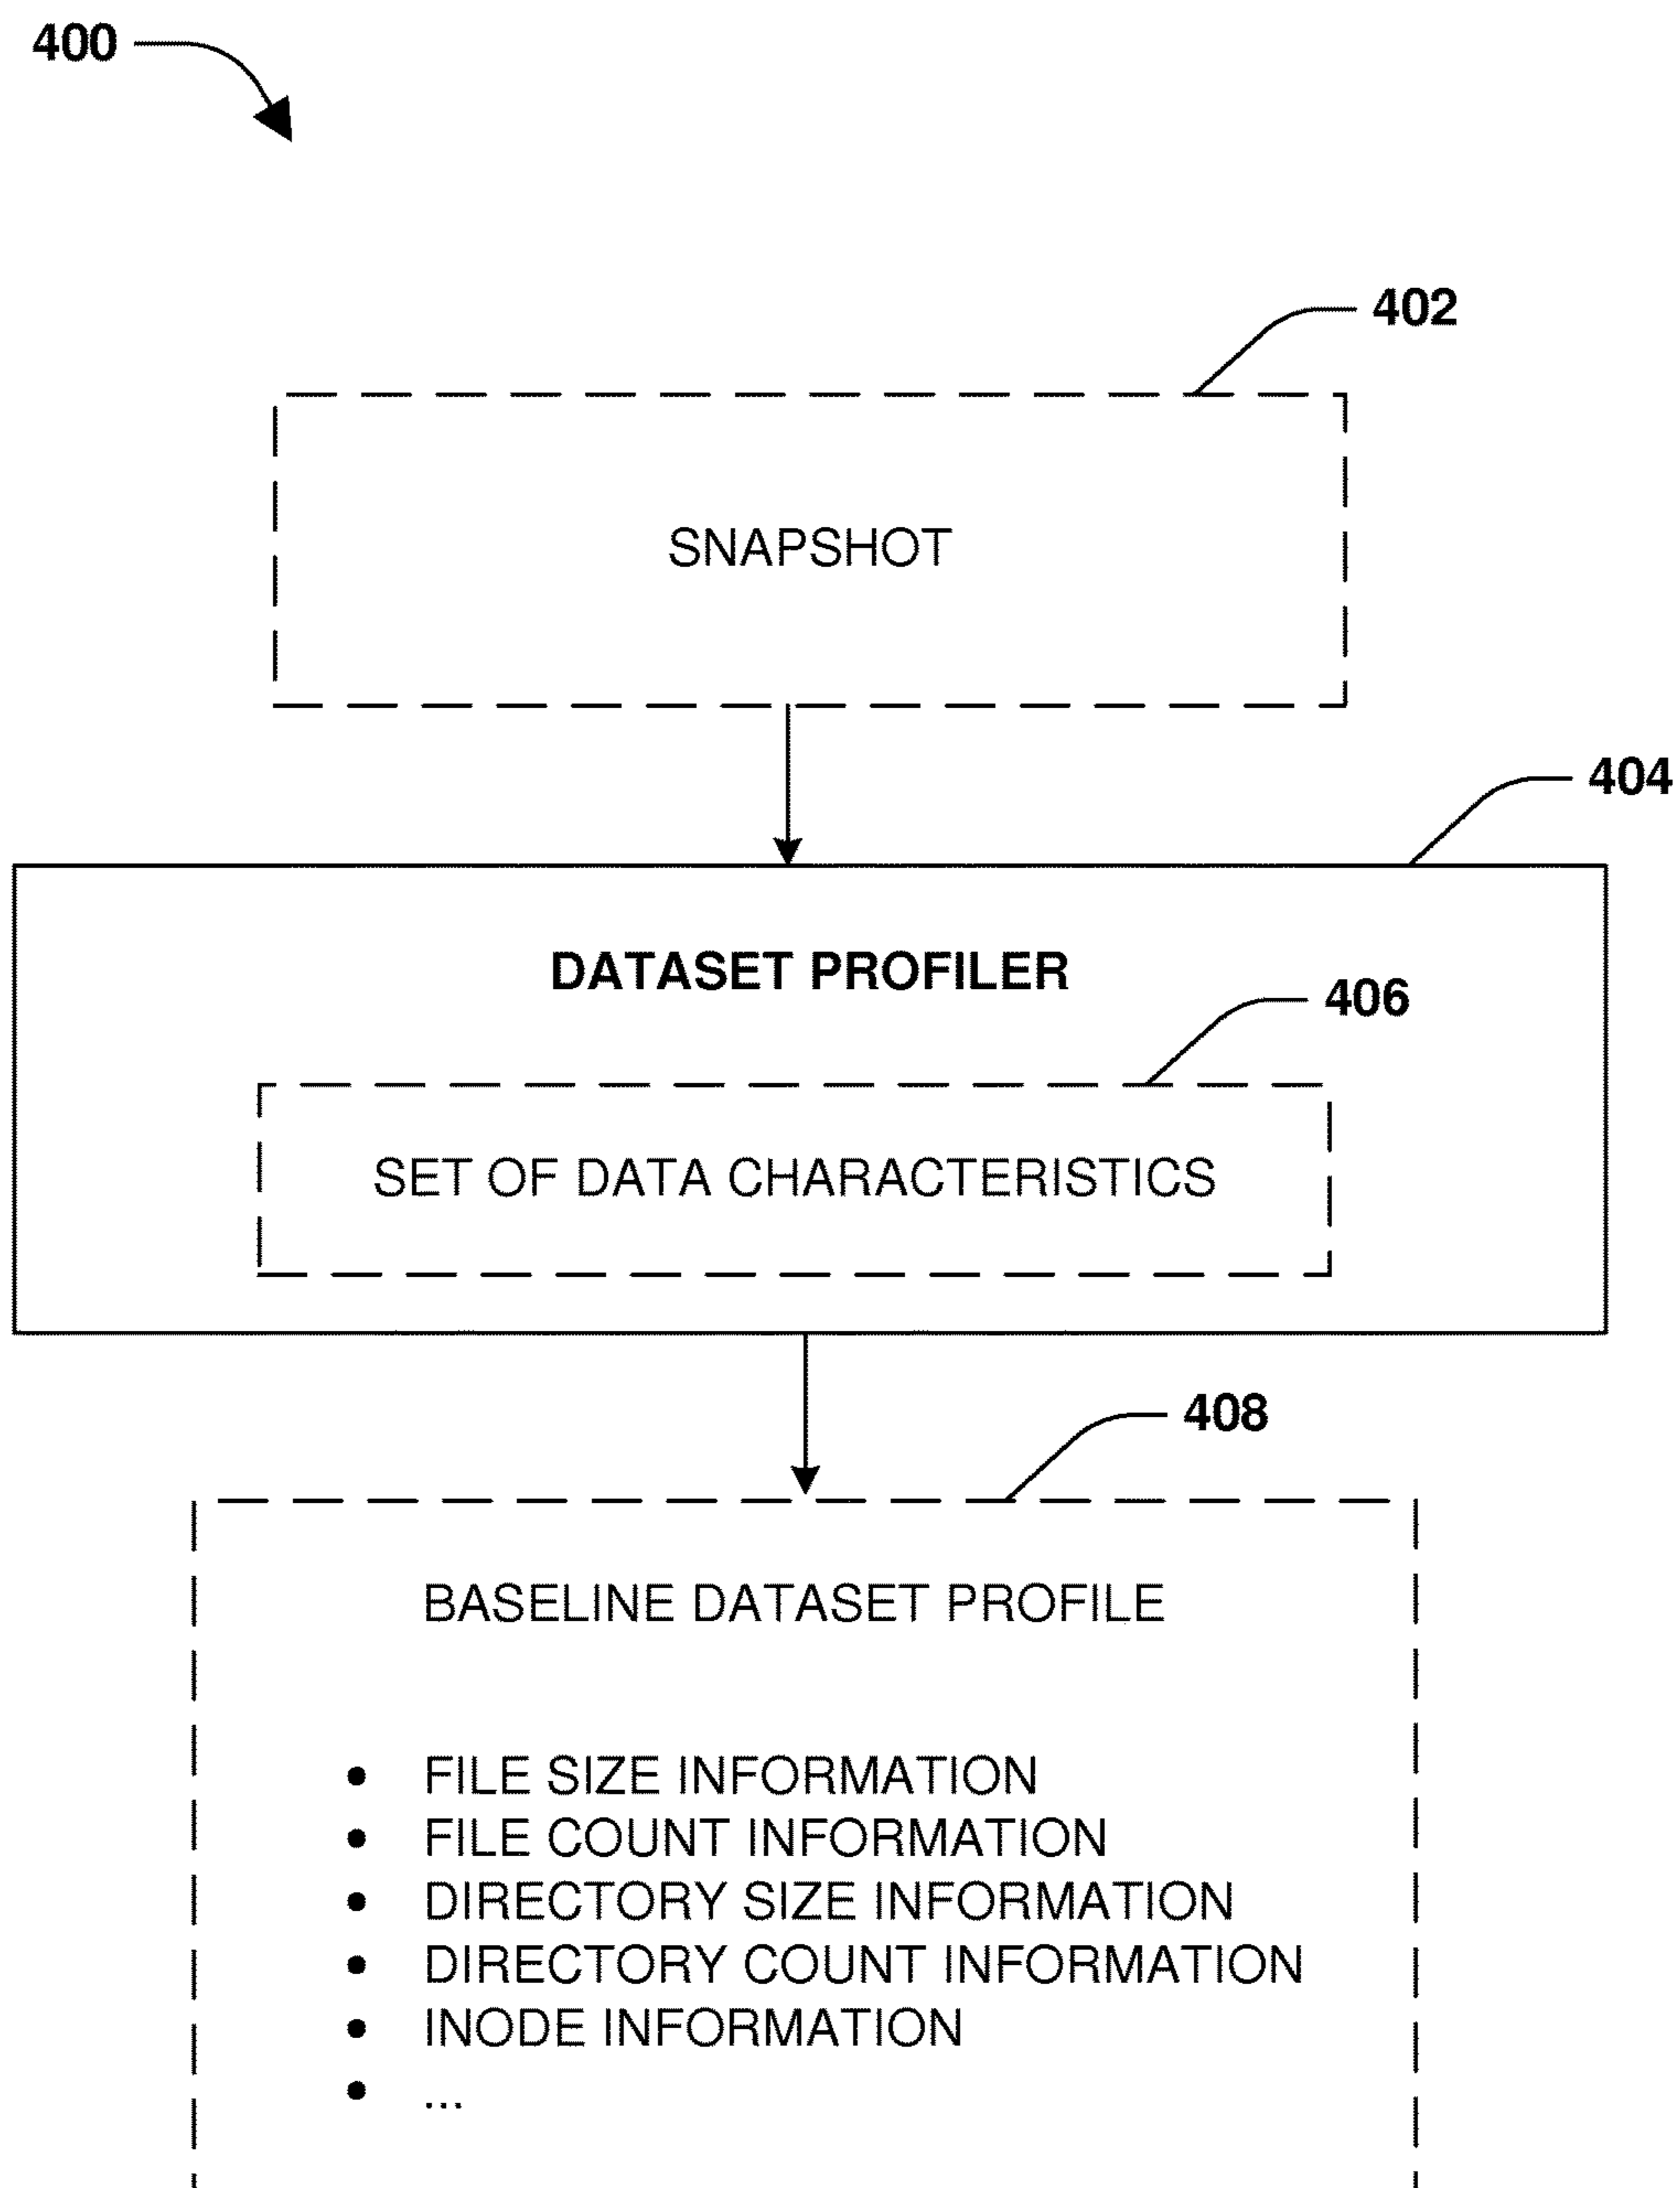 400
402
SNAPSHOT
404
DATASET PROFILER
406
SET OF DATA CHARACTERISTICS
408
BASELINE DATASET PROFILE
• FILE SIZE INFORMATION
• FILE COUNT INFORMATION
• DIRECTORY SIZE INFORMATION
• DIRECTORY COUNT INFORMATION
• INODE INFORMATION
• ...